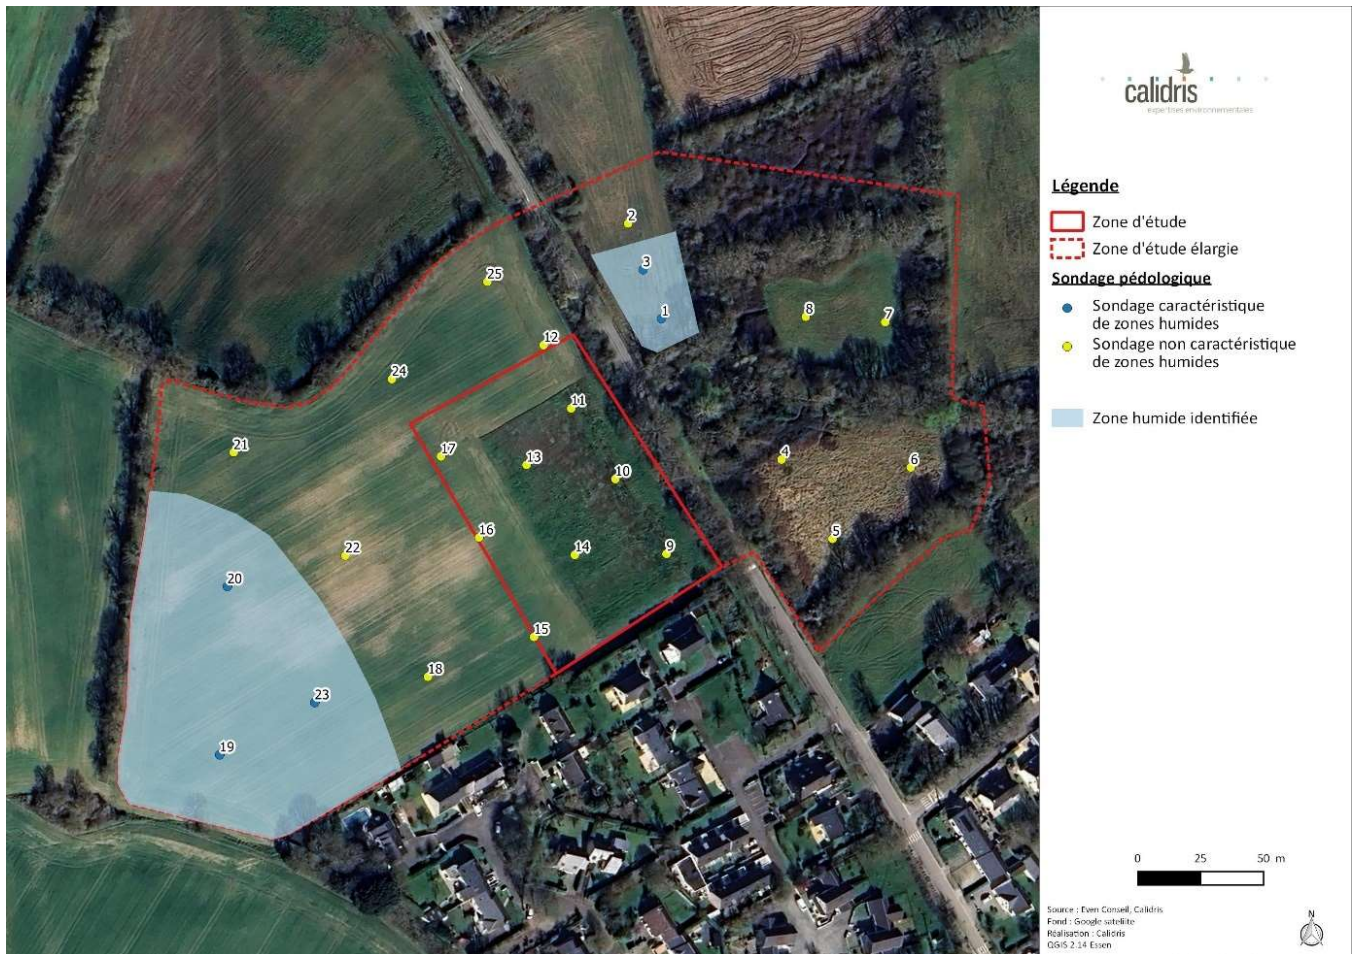 calidris
expertises environnementales
Légende
Zone d'étude
Zone d'étude élargie
Sondage pédologique
Sondage caractéristique
de zones humides
Sondage non caractéristique
de zones humides
Zone humide identifiée
2
3
1
25
12
8
7
24
11
21
17
13
10
4
6
16
5
22
14
9
20
15
18
23
19
0 25 50 m
Source : Even Conseil, Calidris
Fond : Google satellite
Réalisation : Calidris
QGIS 2.14 Essen
N